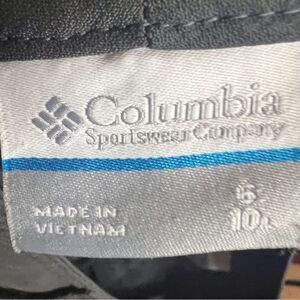 Columbia
Sportswear Company
6
MADE IN 10
VIETNAM